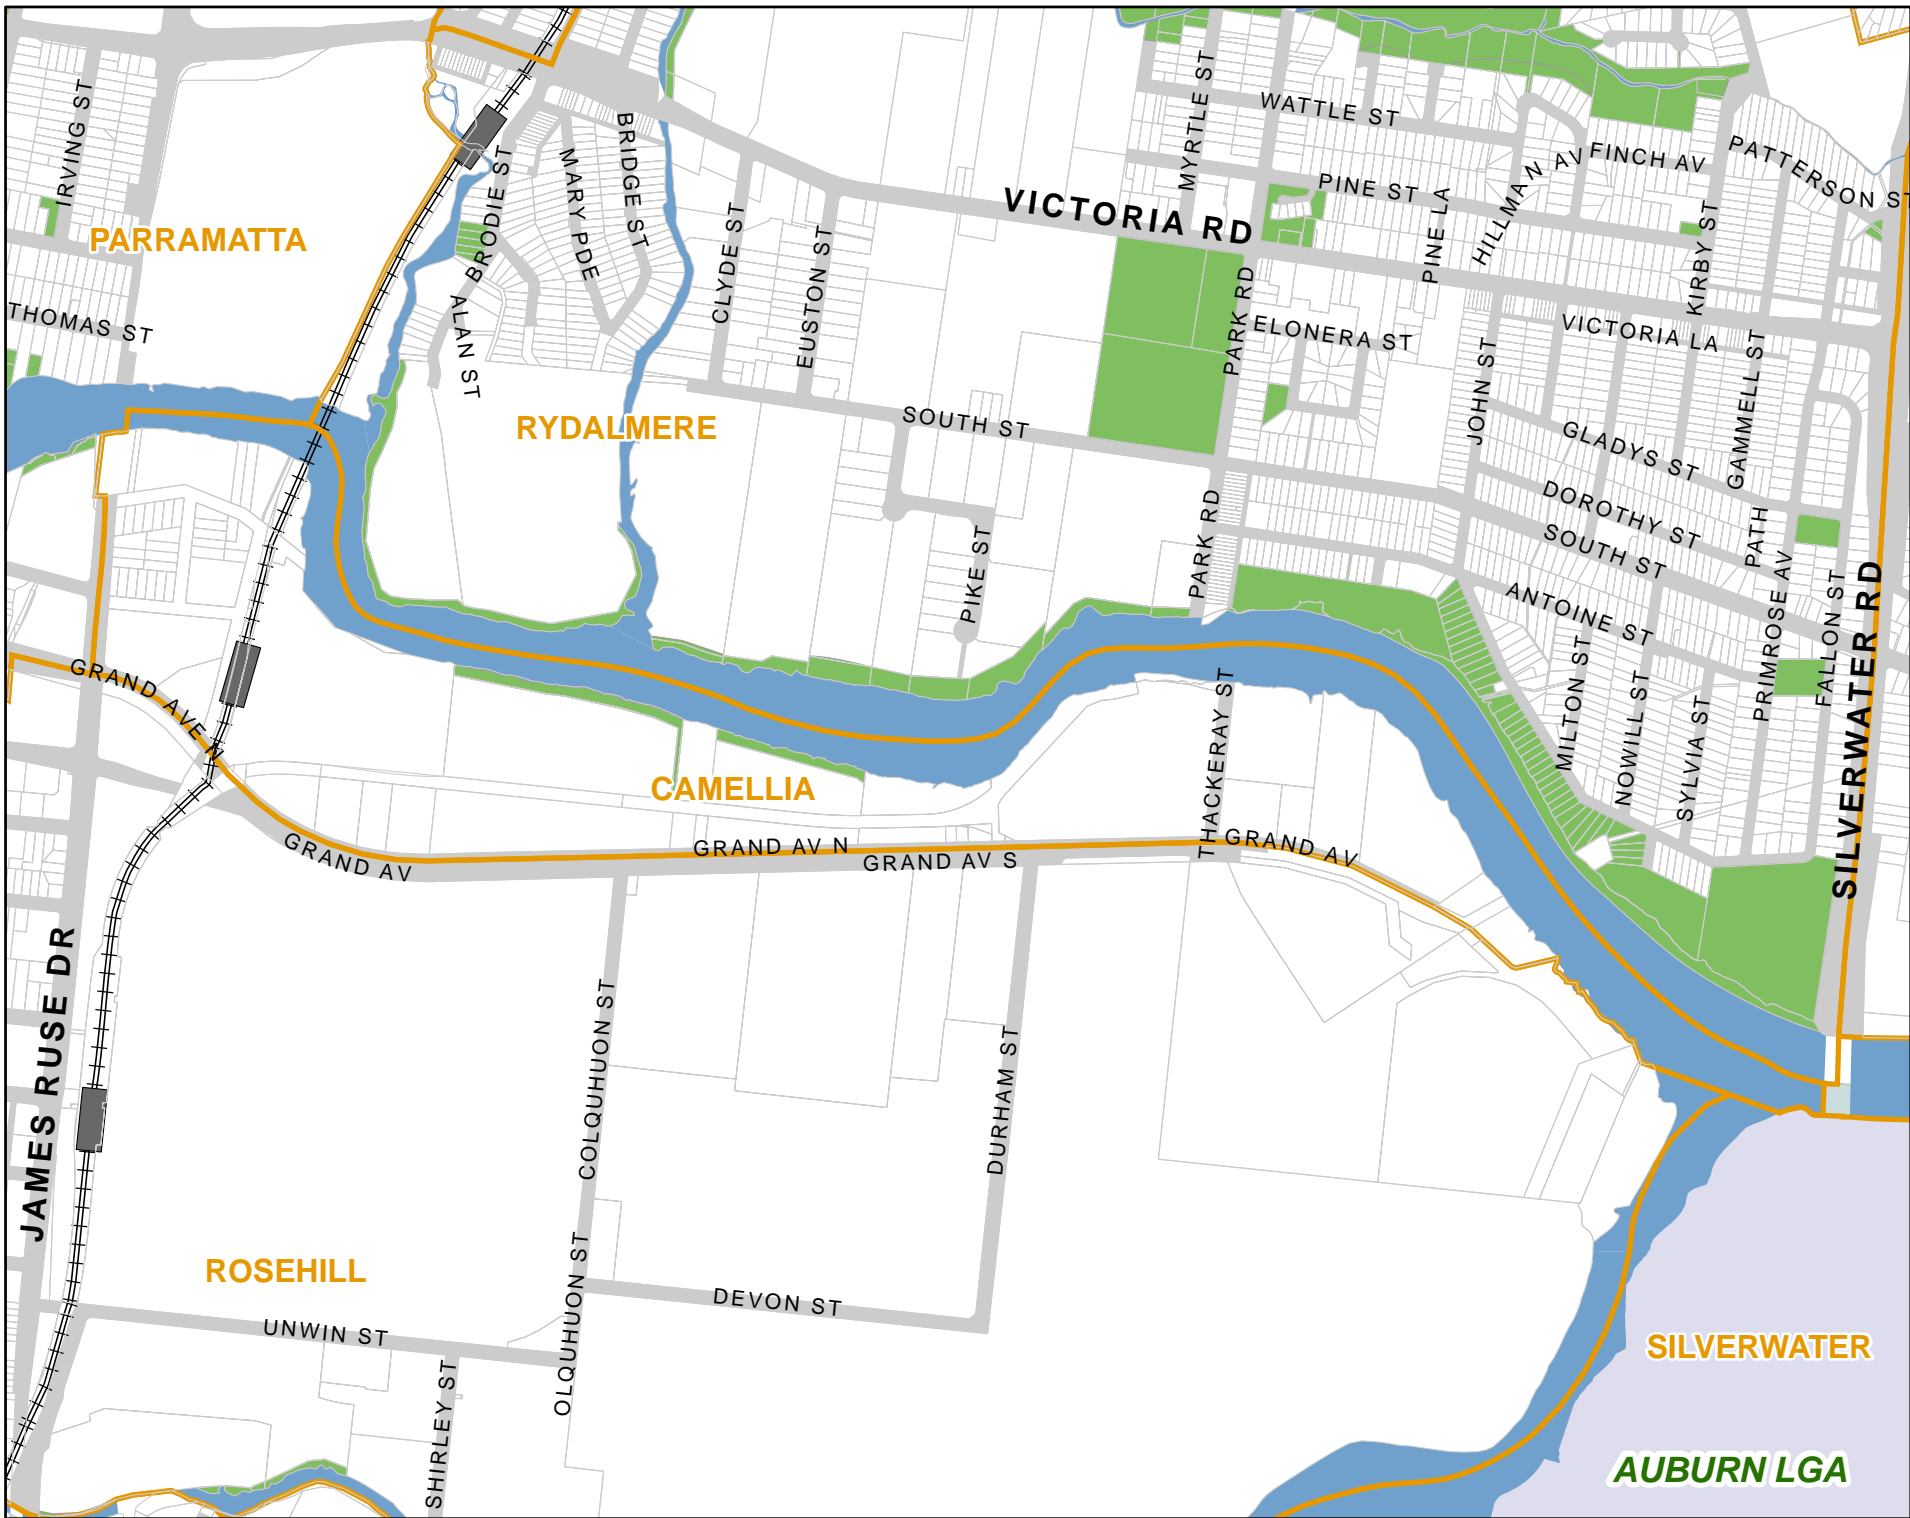 IRVING ST
PARRAMATTA
THOMAS ST
BRODIE ST
ALAN ST
MARY PDE
BRIDGE ST
CLYDE ST
EUSTON ST
RYDALMERE
SOUTH ST
VICTORIA RD
MYRTLE ST
WATTLE ST
PINE ST
PINE LA
HILLMAN AV
FINCH AV
PATTERSON ST
KIRBY ST
PARK RD
ELONERA ST
VICTORIA LA
JOHN ST
GAMMELL ST
GLADYS ST
DOROTHY ST
SOUTH ST
PATH
ANTOINE ST
PARK RD
PIKE ST
PRIMROSE AV
FALLON ST
SILVERWATER RD
MILTON ST
NOWILL ST
SYLVIA ST
GRAND AVE N
CAMELLIA
THACKERAY ST
GRAND AV
GRAND AV N
GRAND AV S
GRAND AV
JAMES RUSE DR
COLQUHUON ST
DURHAM ST
ROSEHILL
OLQUHUON ST
DEVON ST
UNWIN ST
SHIRLEY ST
SILVERWATER
AUBURN LGA